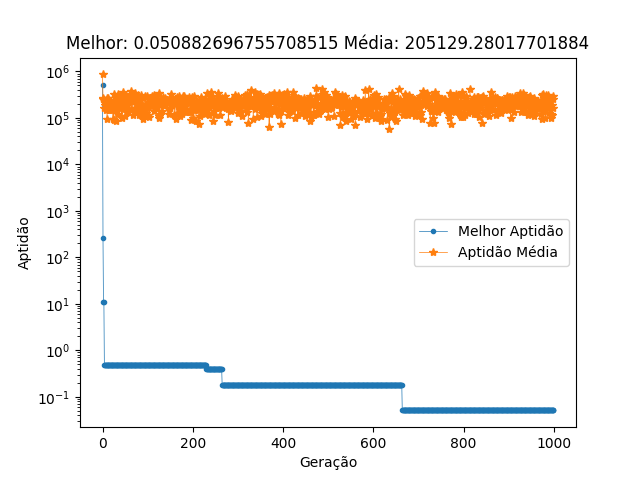 Melhor: 0.050882696755708515 Média: 205129.28017701884
10^6
10^5
10^4
10^3
10^2
10^1
10^0
10^-1
Aptidão
Melhor Aptidão
Aptidão Média
0 200 400 600 800 1000
Geração